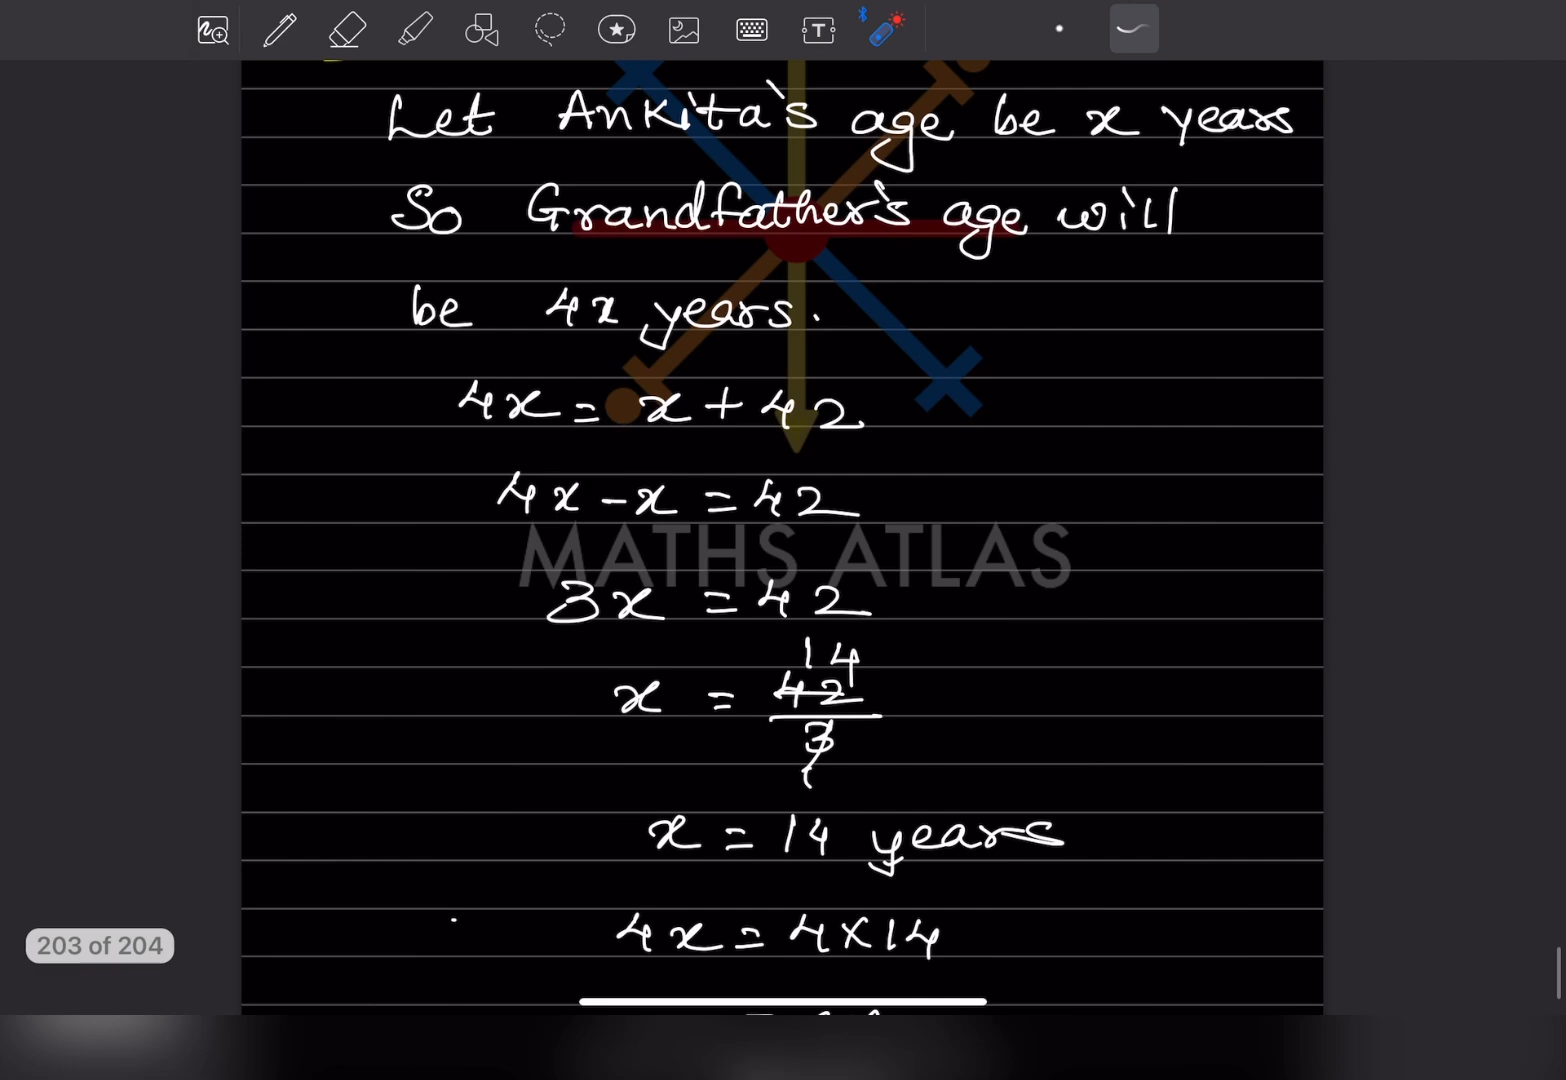 T
Let Ankita's age be x years
So Grandfather's age will
be 4x years.
4x = x + 42
4x - x = 42
MATHS ATLAS
3x = 42
14
x = 42
3
1
x = 14 years
4x = 4 × 14
203 of 204